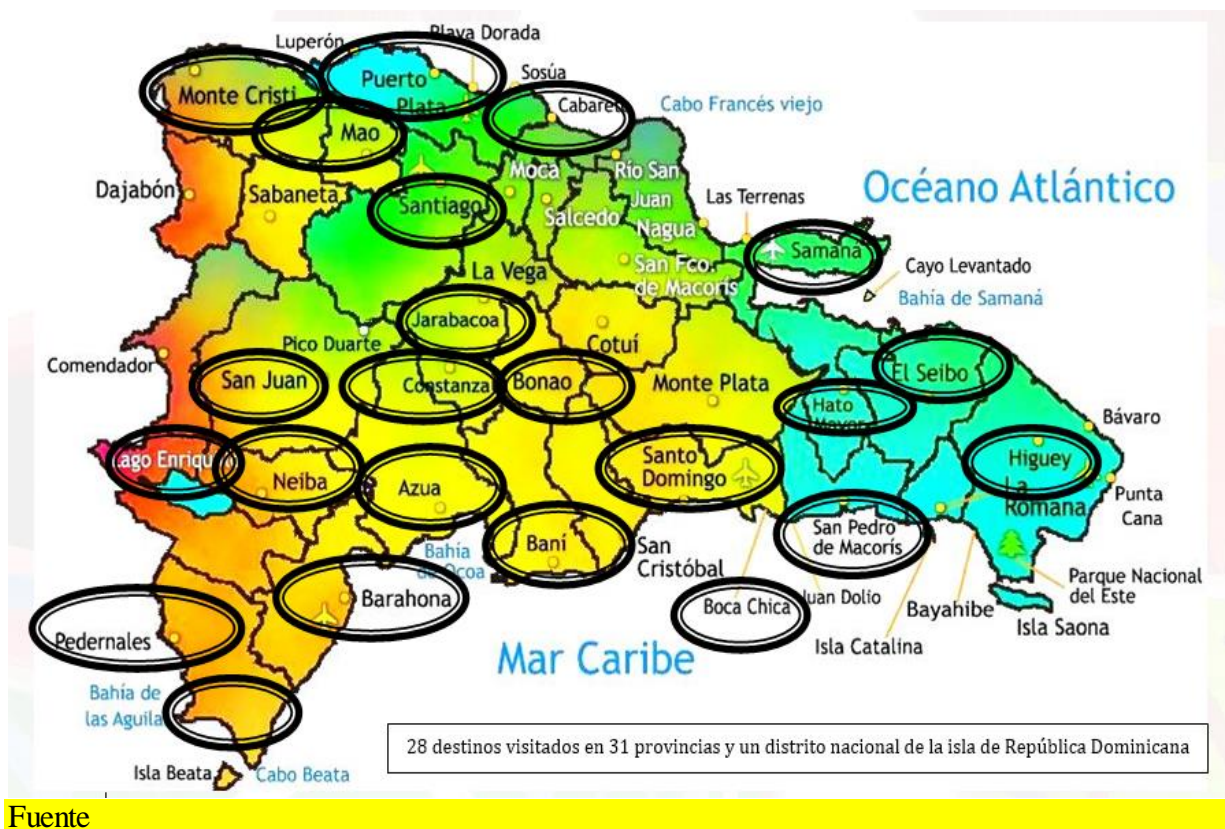 Luperón
Playa Dorada
Puerto
Plata
Sosúa
Monte Cristi
Cabaret
Cabo Francés viejo
Mao
Dajabón
Sabaneta
Moca
Río San
Juan
Santiago
Salcedo
Nagua
Las Terrenas
Océano Atlántico
Samaná
La Vega
San Fco.
de Macorís
Cayo Levantado
Bahía de Samaná
Jarabacoa
Pico Duarte
Cotuí
Comendador
San Juan
Constanza
Bonao
Monte Plata
El Seibo
Hato
Bávaro
Lago Enriqu
Neiba
Azua
Santo
Domingo
Higuey
La
Romana
Punta
Cana
Bahía
de Ocoa
Baní
San
Cristóbal
San Pedro
de Macorís
Parque Nacional
del Este
Barahona
Boca Chica
Juan Dolio
Bayahibe
Isla Saona
Pedernales
Isla Catalina
Mar Caribe
Bahía de
las Aguila
Isla Beata
Cabo Beata
28 destinos visitados en 31 provincias y un distrito nacional de la isla de República Dominicana
Fuente